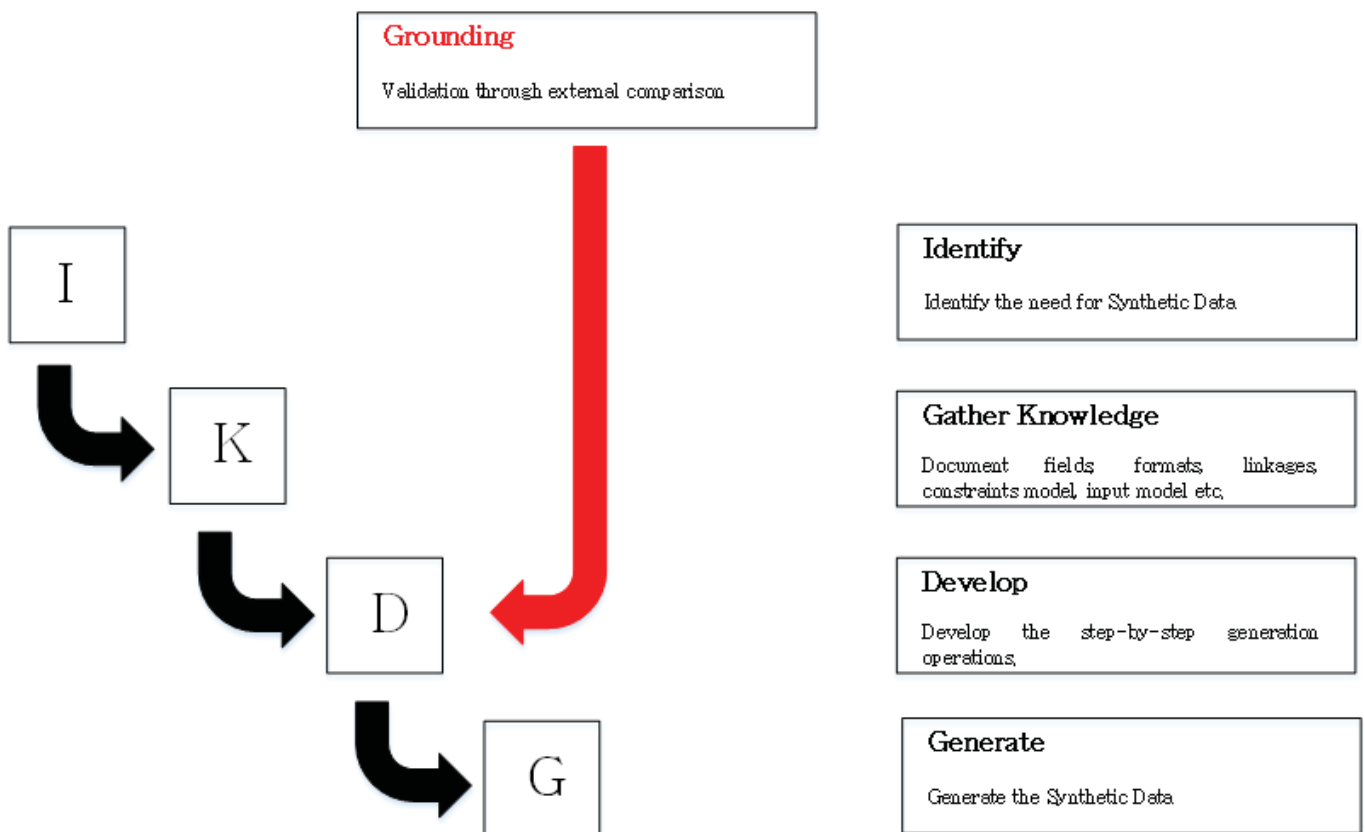 Grounding
Validation through external comparison
I
Identify
Identify the need for Synthetic Data
K
Gather Knowledge
Document fields, formats, linkages,
constraints model, input model etc,
D
Develop
Develop the step-by-step generation
operations,
G
Generate
Generate the Synthetic Data